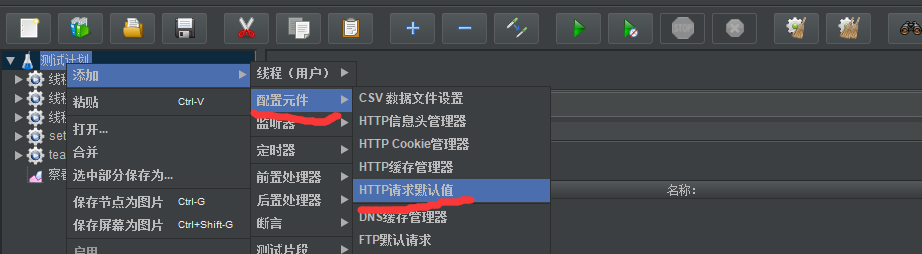 STOP
测试计划
线程
线程
线程
set
tea
察看
添加
粘贴 Ctrl-V
打开...
合并
选中部分保存为...
保存节点为图片 Ctrl-G
保存屏幕为图片 Ctrl+Shift-G
启用
线程（用户）
配置元件
监听器
定时器
前置处理器
后置处理器
断言
测试片段
CSV 数据文件设置
HTTP信息头管理器
HTTP Cookie管理器
HTTP缓存管理器
HTTP请求默认值
DNS缓存管理器
FTP默认请求
名称: